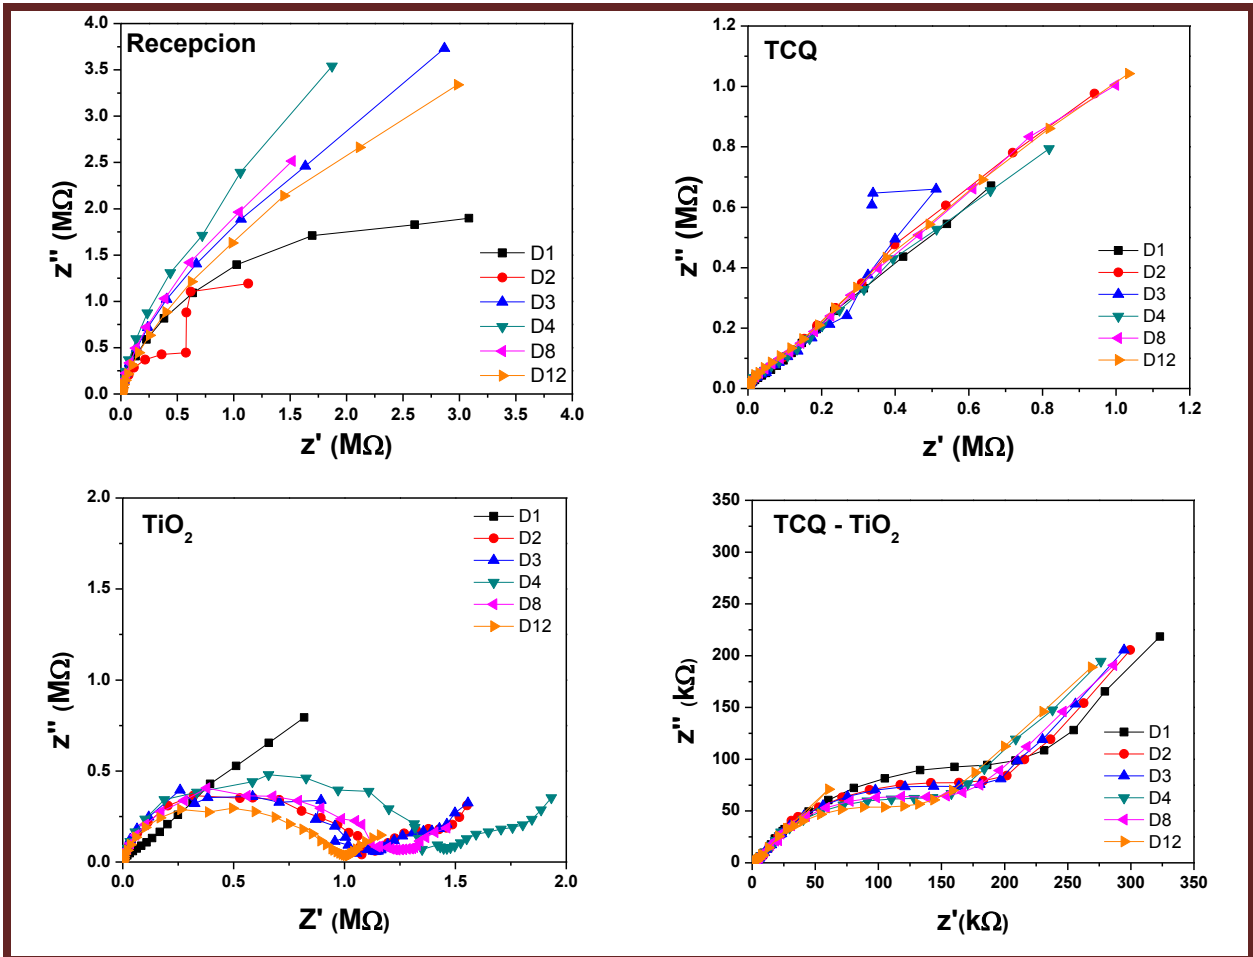 Recepcion
4.0
3.5
3.0
2.5
2.0
1.5
1.0
0.5
0.0
0.0 0.5 1.0 1.5 2.0 2.5 3.0 3.5 4.0
z'' (MΩ)
z' (MΩ)
D1
D2
D3
D4
D8
D12
TCQ
1.2
1.0
0.8
0.6
0.4
0.2
0.0
0.0 0.2 0.4 0.6 0.8 1.0 1.2
z'' (MΩ)
z' (MΩ)
D1
D2
D3
D4
D8
D12
TiO2
2.0
1.5
1.0
0.5
0.0
0.0 0.5 1.0 1.5 2.0
z'' (MΩ)
Z' (MΩ)
D1
D2
D3
D4
D8
D12
TCQ - TiO2
350
300
250
200
150
100
50
0
0 50 100 150 200 250 300 350
z'' (kΩ)
z'(kΩ)
D1
D2
D3
D4
D8
D12